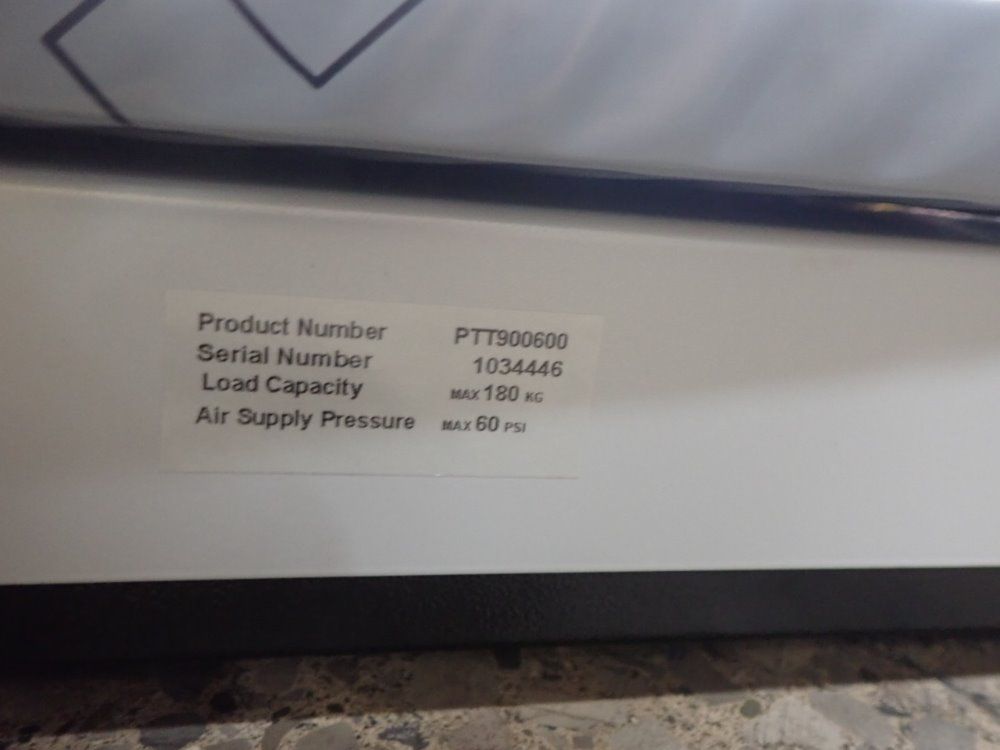 Product Number PTT900600
Serial Number 1034446
Load Capacity MAX 180 KG
Air Supply Pressure MAX 60 PSI